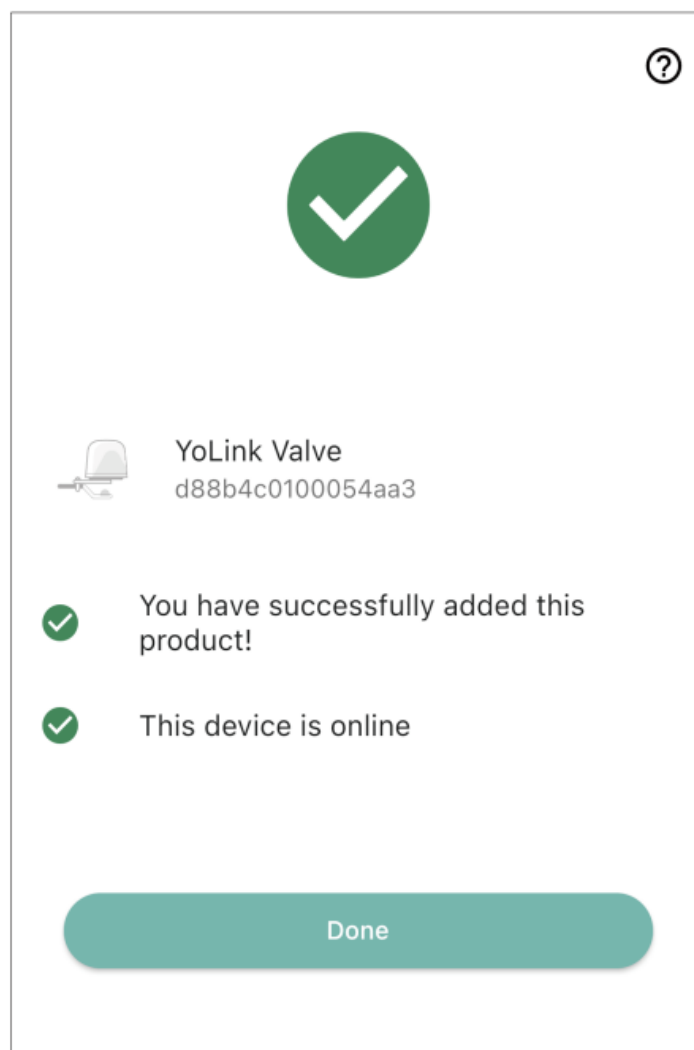 YoLink Valve
d88b4c0100054aa3
You have successfully added this
product!
This device is online
Done